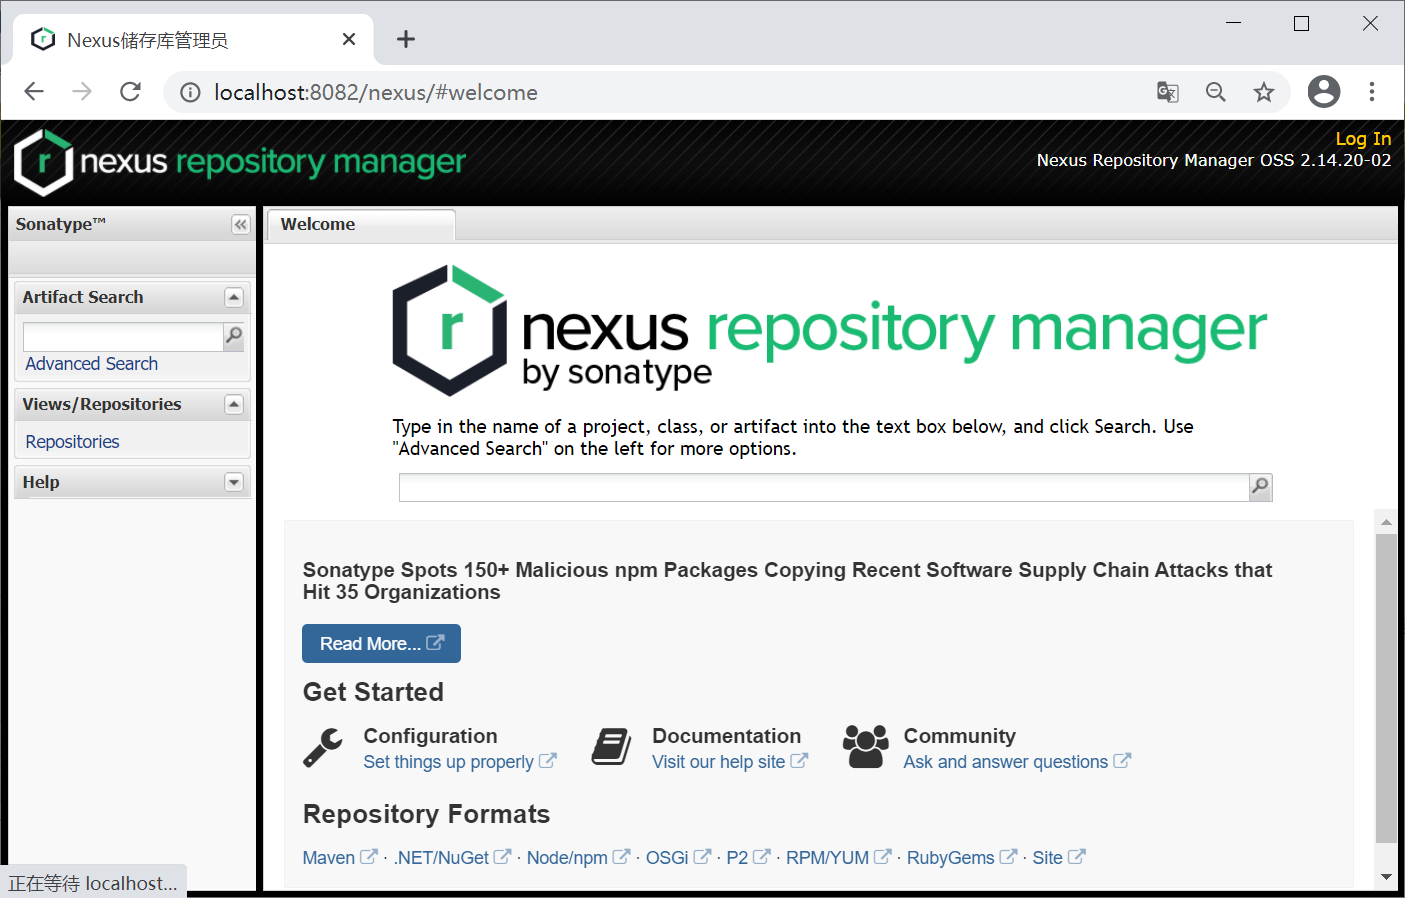 Nexus储存库管理员
localhost:8082/nexus/#welcome
r nexus repository manager
Log In
Nexus Repository Manager OSS 2.14.20-02
Sonatype™
Welcome
Artifact Search
Advanced Search
Views/Repositories
Repositories
Help
r nexus repository manager
by sonatype
Type in the name of a project, class, or artifact into the text box below, and click Search. Use
"Advanced Search" on the left for more options.
Sonatype Spots 150+ Malicious npm Packages Copying Recent Software Supply Chain Attacks that
Hit 35 Organizations
Read More...
Get Started
Configuration
Set things up properly
Documentation
Visit our help site
Community
Ask and answer questions
Repository Formats
Maven · .NET/NuGet · Node/npm · OSGi · P2 · RPM/YUM · RubyGems · Site
正在等待 localhost...